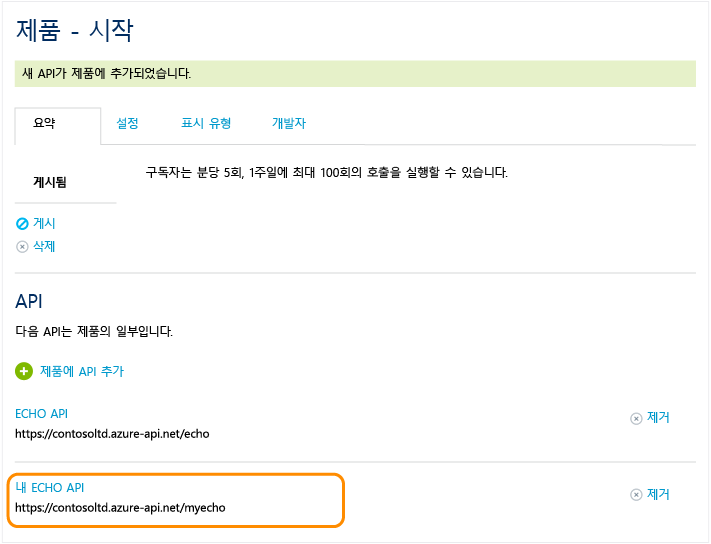 제품 - 시작
새 API가 제품에 추가되었습니다.
요약 설정 표시 유형 개발자
게시됨 구독자는 분당 5회, 1주일에 최대 100회의 호출을 실행할 수 있습니다.
게시
삭제
API
다음 API는 제품의 일부입니다.
제품에 API 추가
ECHO API 제거
https://contosoltd.azure-api.net/echo
내 ECHO API 제거
https://contosoltd.azure-api.net/myecho